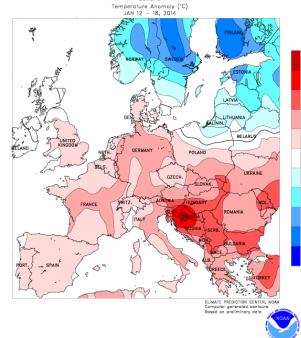 Temperature Anomaly (°C)
JAN 12 - 18, 2014
FINLAND
NORWAY
SWEDEN
ESTONIA
LATVIA
DEN.
LITHUANIA
KALININ.
BELARUS
IRELAND
UNITED
KINGDOM
NETH.
GERMANY
POLAND
BELG.
CZECH.
UKRAINE
SLOVAK.
FRANCE
SWITZ.
AUSTRIA
HUNGARY
MOL.
ROMANIA
ITALY
SERB.
BULGARIA
PORT.
SPAIN
GREECE
TURKEY
CLIMATE PREDICTION CENTER, NOAA
Computer generated contours
Based on preliminary data
NOAA